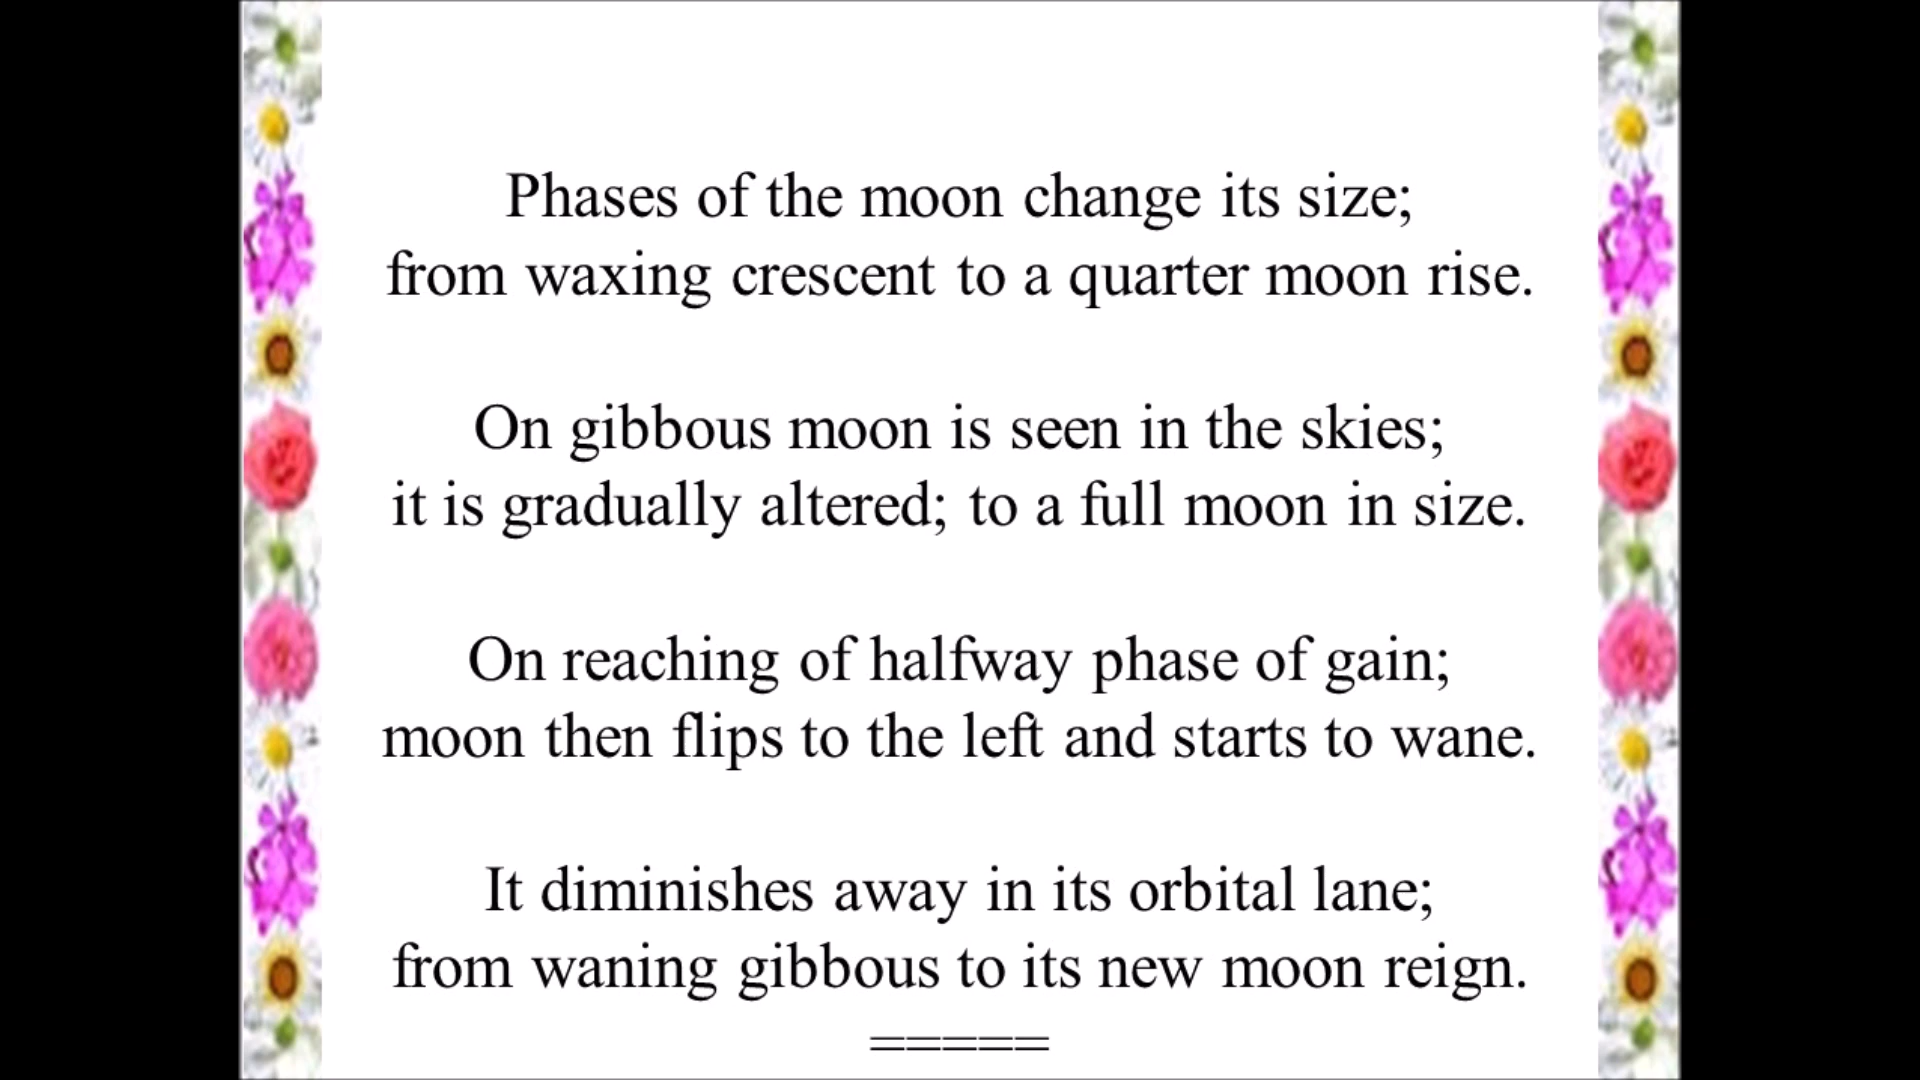 Phases of the moon change its size;
from waxing crescent to a quarter moon rise.
On gibbous moon is seen in the skies;
it is gradually altered; to a full moon in size.
On reaching of halfway phase of gain;
moon then flips to the left and starts to wane.
It diminishes away in its orbital lane;
from waning gibbous to its new moon reign.
=====